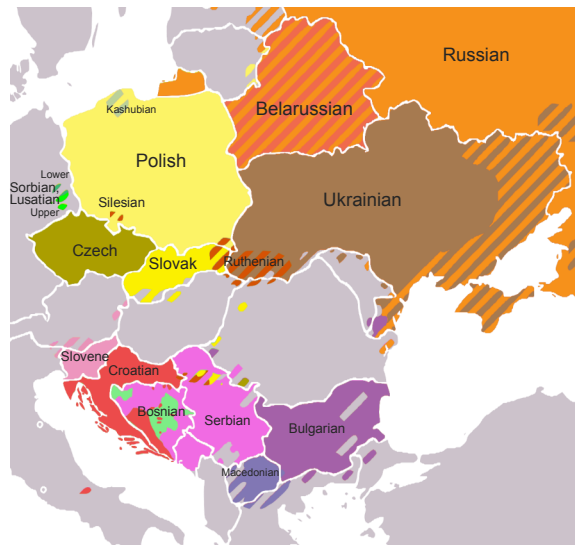 Russian
Belarussian
Kashubian
Polish
Lower
Sorbian,
Lusatian
Upper
Silesian
Ukrainian
Czech
Slovak
Ruthenian
Slovene
Croatian
Bosnian
Serbian
Bulgarian
Macedonian